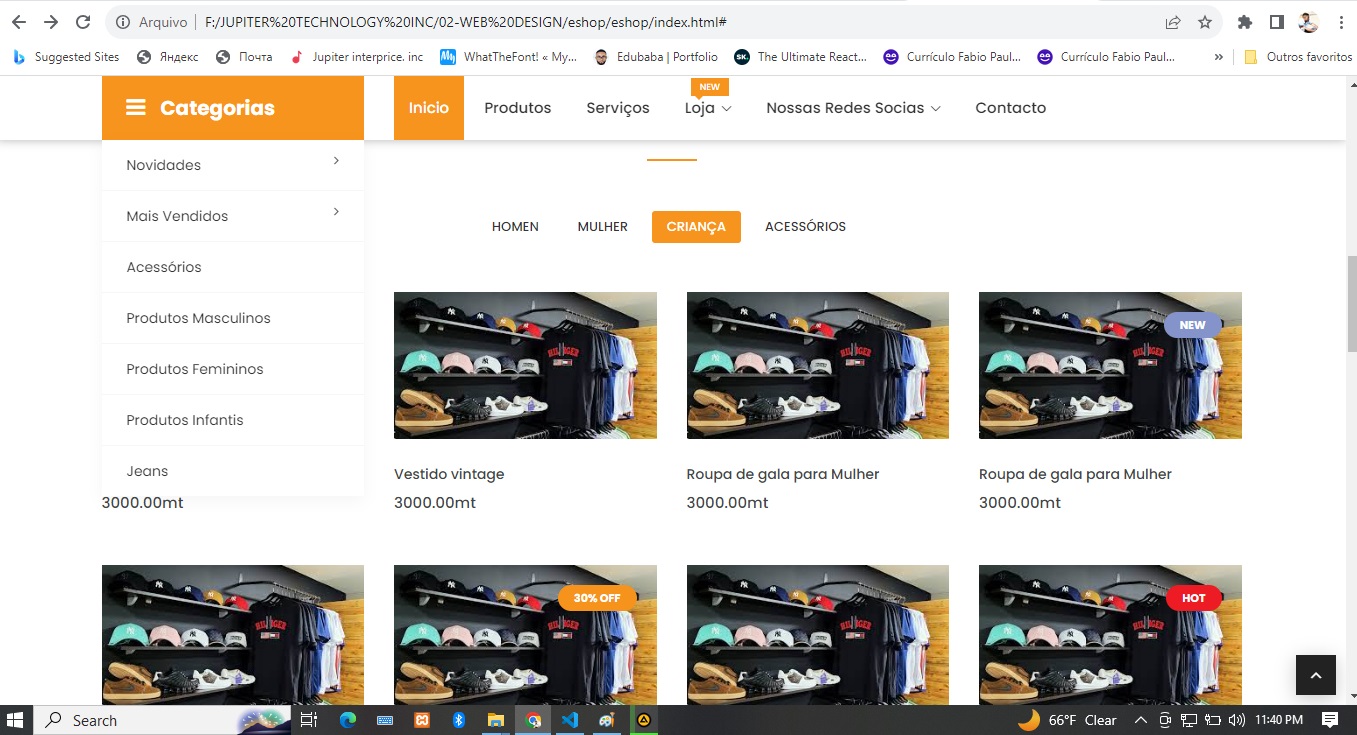 Arquivo F:/JUPITER%20TECHNOLOGY%20INC/02-WEB%20DESIGN/eshop/eshop/index.html#
Suggested Sites Яндекс Почта Jupiter interprice. inc WhatTheFont! « My... Edubaba | Portfolio SK. The Ultimate React... Currículo Fabio Paul... Currículo Fabio Paul... » Outros favoritos
NEW
Categorias Inicio Produtos Serviços Loja Nossas Redes Socias Contacto
Novidades
Mais Vendidos
Acessórios
Produtos Masculinos
Produtos Femininos
Produtos Infantis
Jeans
HOMEN MULHER CRIANÇA ACESSÓRIOS
NEW
Vestido vintage Roupa de gala para Mulher Roupa de gala para Mulher
3000.00mt 3000.00mt 3000.00mt 3000.00mt
30% OFF HOT
Search 66°F Clear 11:40 PM